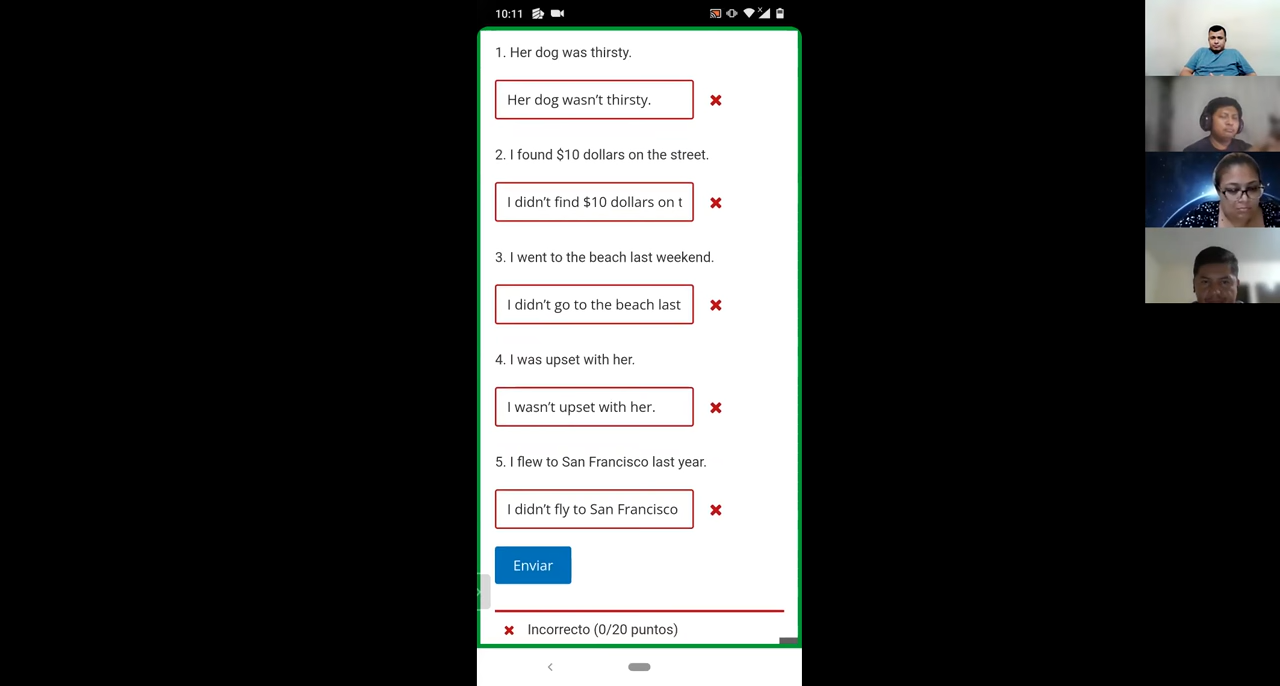 10:11
1. Her dog was thirsty.
Her dog wasn’t thirsty.
2. I found $10 dollars on the street.
I didn’t find $10 dollars on t
3. I went to the beach last weekend.
I didn’t go to the beach last
4. I was upset with her.
I wasn’t upset with her.
5. I flew to San Francisco last year.
I didn’t fly to San Francisco
Enviar
Incorrecto (0/20 puntos)